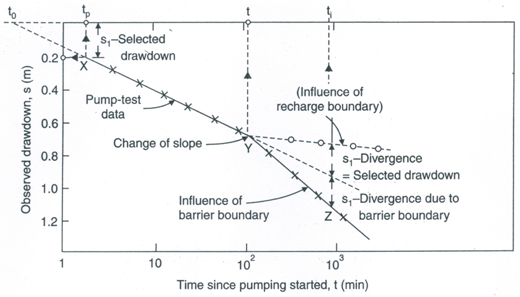 t₀
tₚ
t
tᵢ
s₁–Selected
drawdown
X
0.2
0.4
0.6
0.8
1.0
1.2
Observed drawdown, s (m)
Pump-test
data
Change of slope
Y
(Influence of
recharge boundary)
s₁–Divergence
= Selected drawdown
s₁–Divergence due to
barrier boundary
Influence of
barrier boundary
Z
1
10
10²
10³
Time since pumping started, t (min)